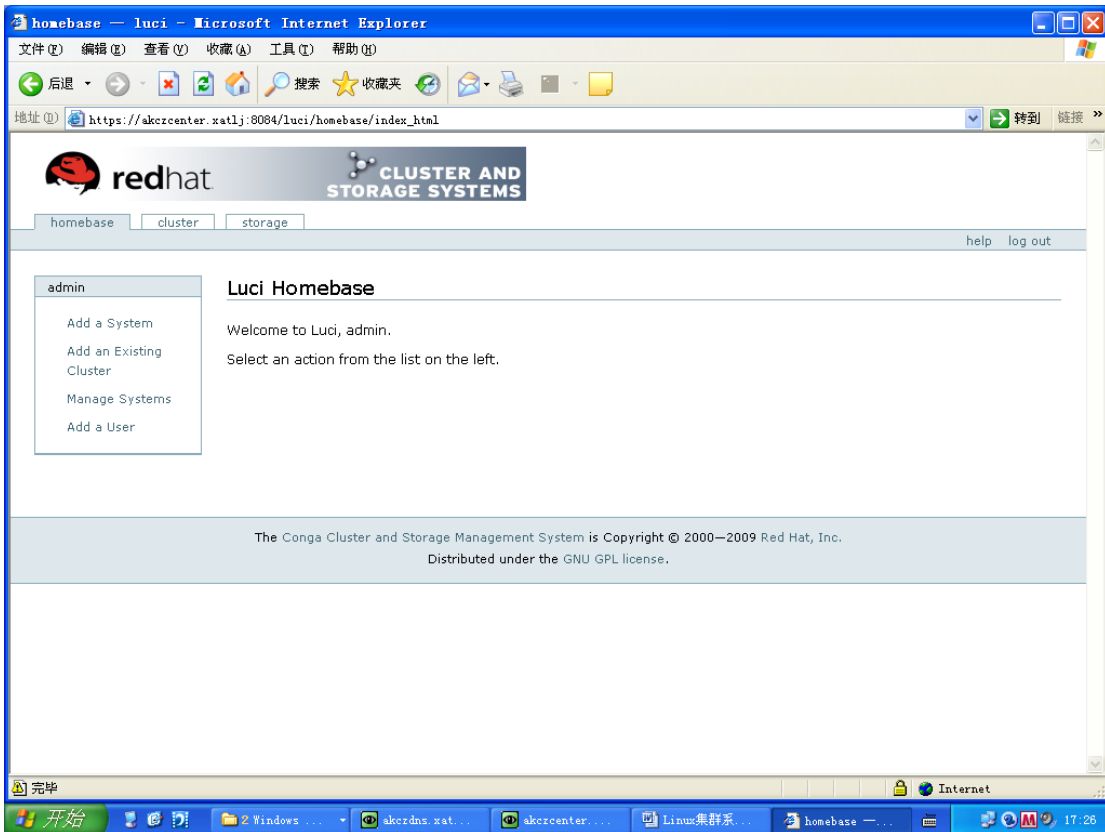 homebase — luci - Microsoft Internet Explorer
文件(F) 编辑(E) 查看(V) 收藏(A) 工具(T) 帮助(H)
后退 搜索 收藏夹
地址(D) https://akczcenter.xatlj:8084/luci/homebase/index_html 转到 链接 »
redhat. CLUSTER AND
STORAGE SYSTEMS
homebase cluster storage
help log out
admin
Add a System
Add an Existing
Cluster
Manage Systems
Add a User
Luci Homebase
Welcome to Luci, admin.
Select an action from the list on the left.
The Conga Cluster and Storage Management System is Copyright © 2000—2009 Red Hat, Inc.
Distributed under the GNU GPL license.
完毕 Internet
开始 2 Windows ... akczdns.xat... akczcenter.... Linux集群系... homebase —... 17:26